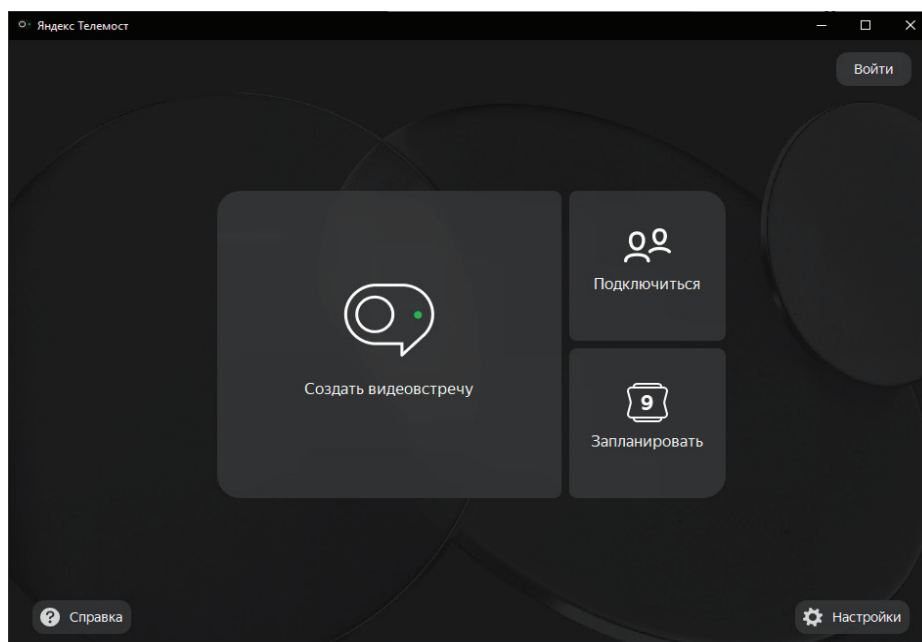 Яндекс Телемост
Войти
Создать видеовстречу
Подключиться
9
Запланировать
Справка
Настройки